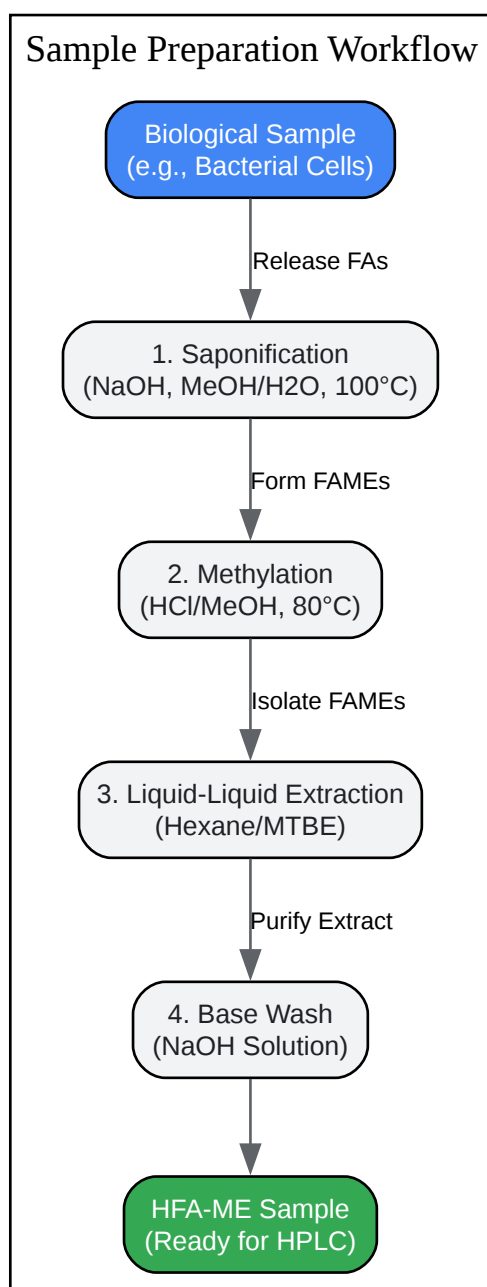 Sample Preparation Workflow
Biological Sample
(e.g., Bacterial Cells)
Release FAs
1. Saponification
(NaOH, MeOH/H2O, 100°C)
Form FAMEs
2. Methylation
(HCl/MeOH, 80°C)
Isolate FAMEs
3. Liquid-Liquid Extraction
(Hexane/MTBE)
Purify Extract
4. Base Wash
(NaOH Solution)
HFA-ME Sample
(Ready for HPLC)